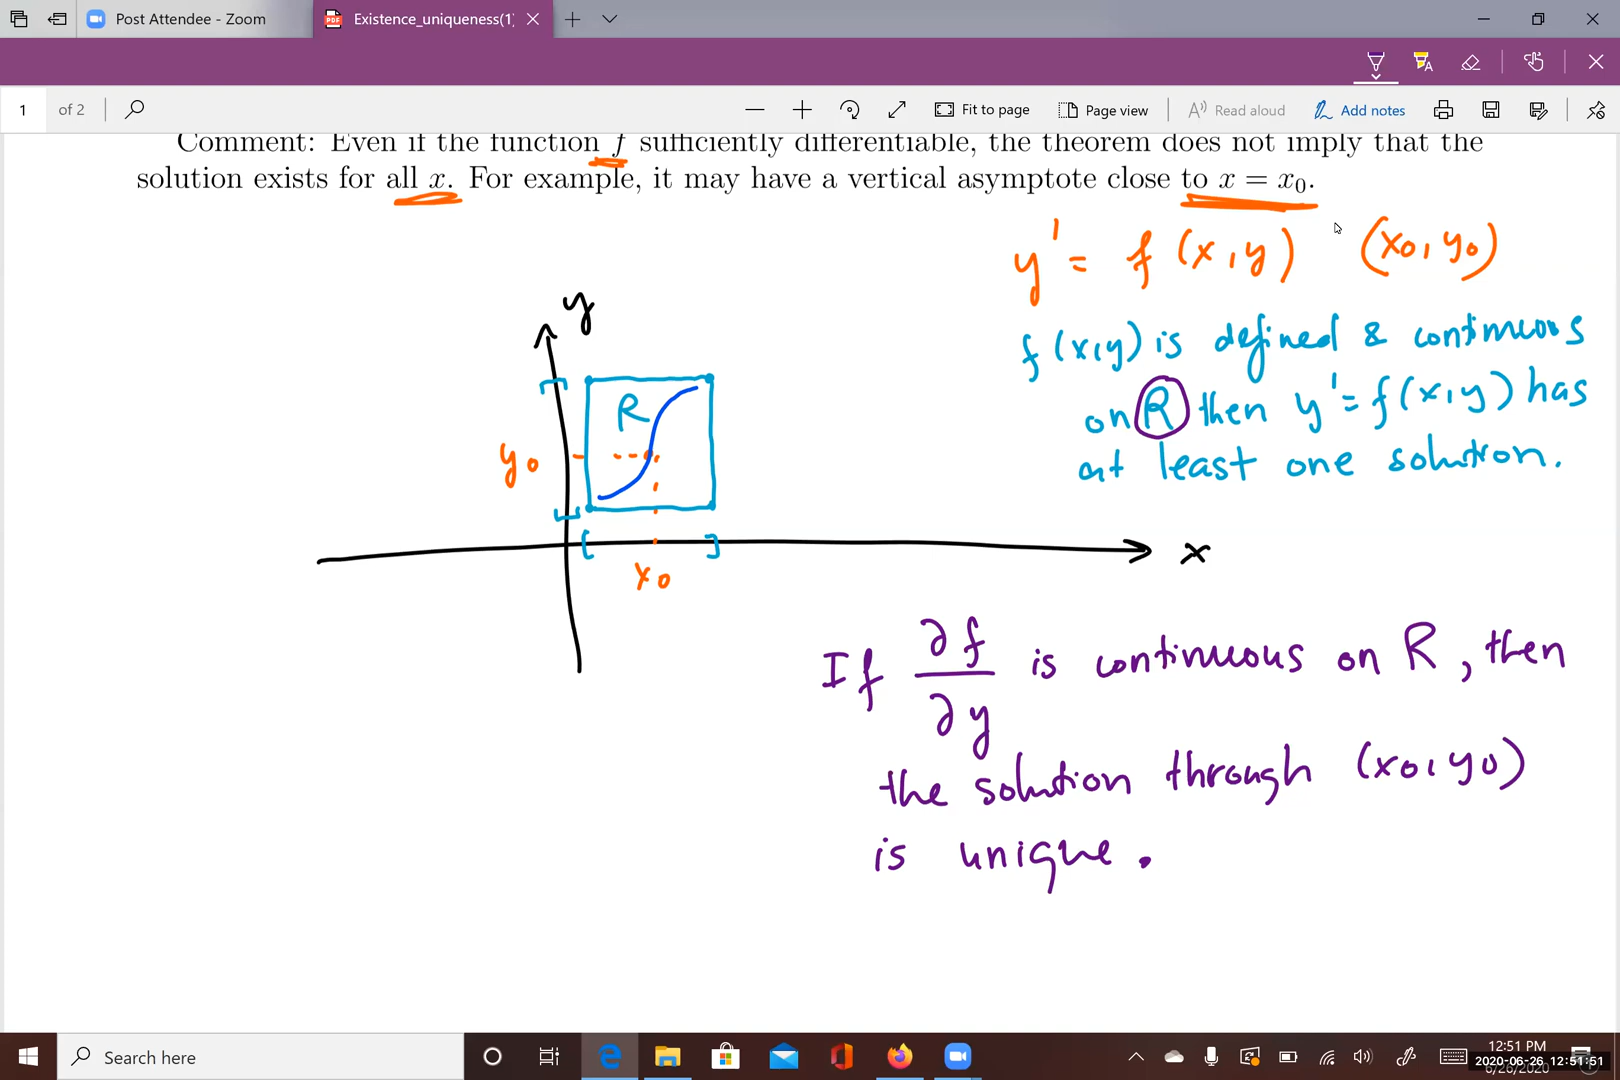 Post Attendee - Zoom
Existence_uniqueness(1)
1 of 2
Fit to page
Page view
Read aloud
Add notes
Comment: Even if the function f sufficiently differentiable, the theorem does not imply that the
solution exists for all x. For example, it may have a vertical asymptote close to x = x₀.
y' = f(x,y) (x₀,y₀)
f(x,y) is defined & continuous
on R then y' = f(x,y) has
at least one solution.
y
R
y₀
x
x₀
If ∂f/∂y is continuous on R, then
the solution through (x₀,y₀)
is unique.
Search here
12:51 PM
2020-06-26 12:51:51
6/26/2020